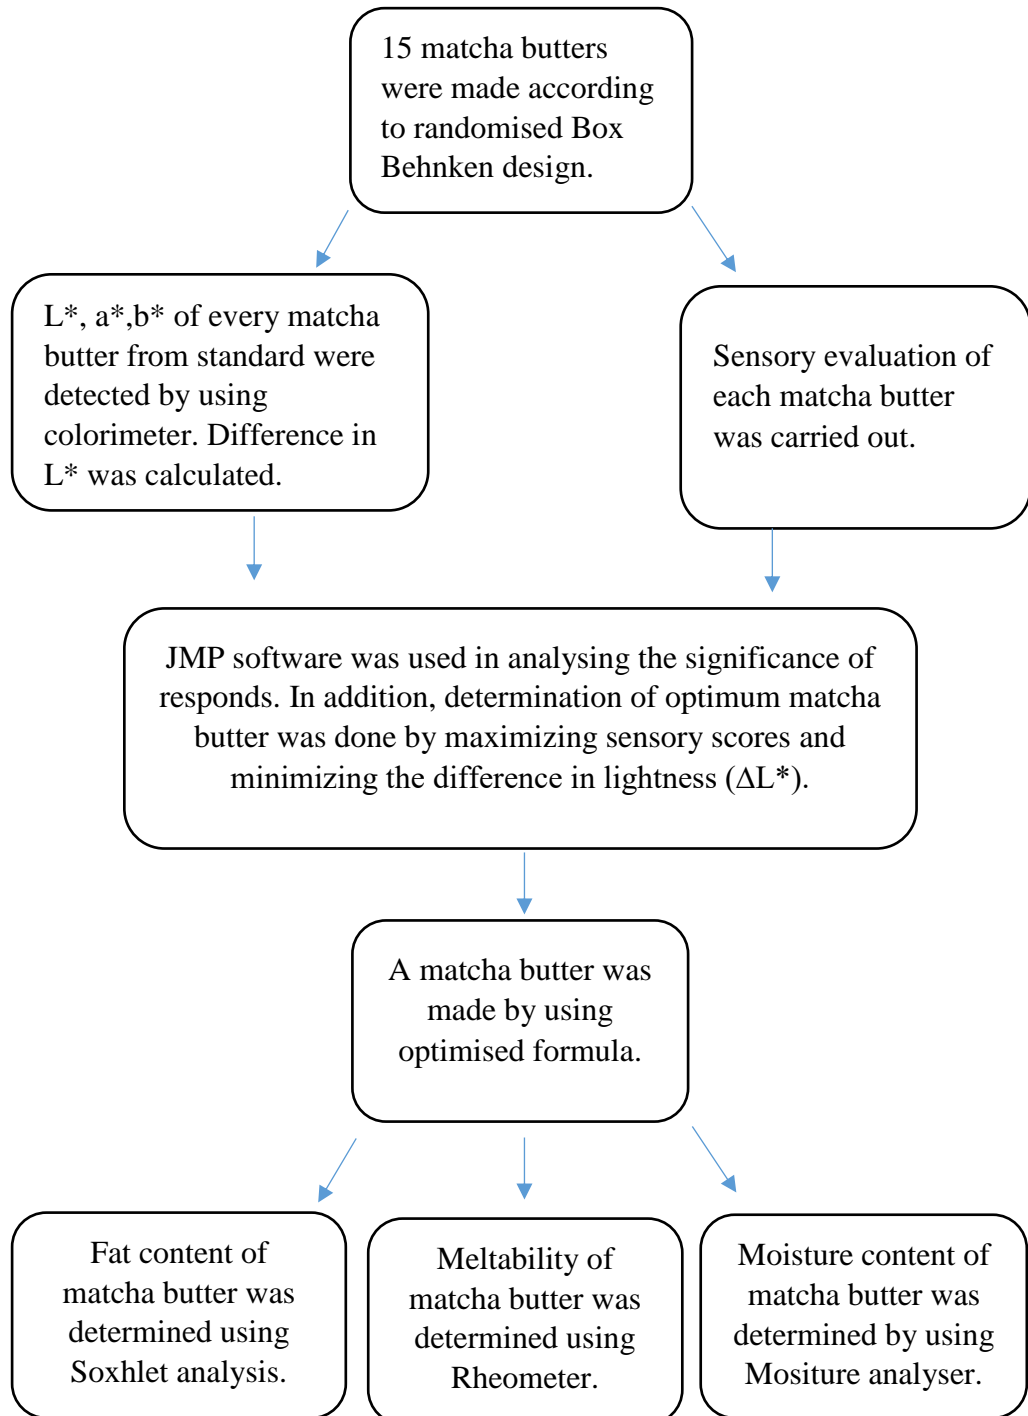 15 matcha butters
were made according
to randomised Box
Behnken design.
L*, a*,b* of every matcha
butter from standard were
detected by using
colorimeter. Difference in
L* was calculated.
Sensory evaluation of
each matcha butter
was carried out.
JMP software was used in analysing the significance of
responds. In addition, determination of optimum matcha
butter was done by maximizing sensory scores and
minimizing the difference in lightness (ΔL*).
A matcha butter was
made by using
optimised formula.
Fat content of
matcha butter was
determined using
Soxhlet analysis.
Meltability of
matcha butter was
determined using
Rheometer.
Moisture content of
matcha butter was
determined by using
Mositure analyser.